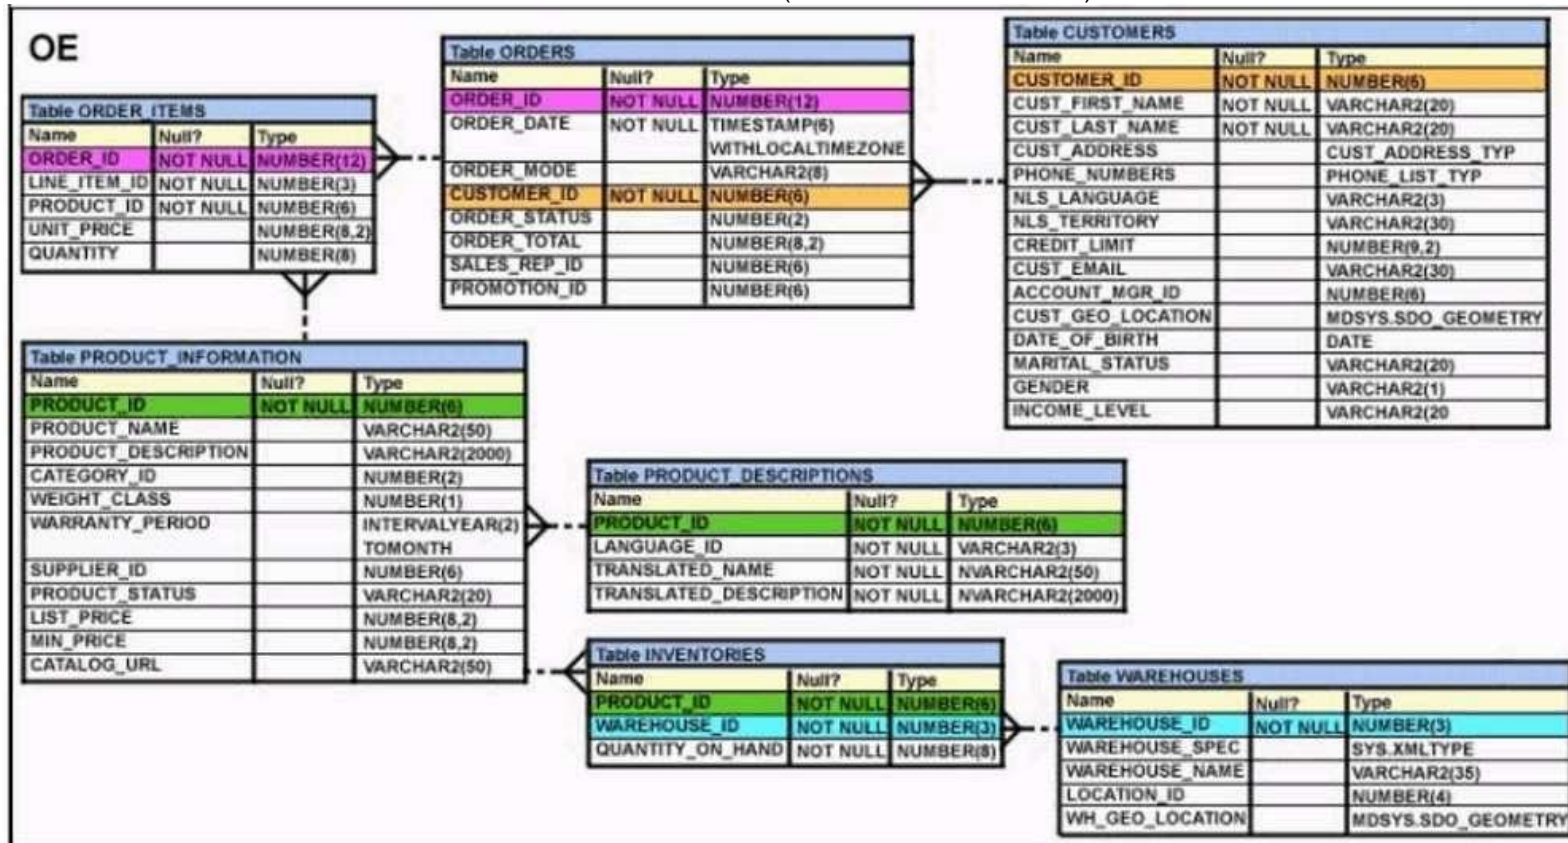 OE
Table ORDER_ITEMS
Name Null? Type
ORDER_ID NOT NULL NUMBER(12)
LINE_ITEM_ID NOT NULL NUMBER(3)
PRODUCT_ID NOT NULL NUMBER(6)
UNIT_PRICE NUMBER(8,2)
QUANTITY NUMBER(8)
Table ORDERS
Name Null? Type
ORDER_ID NOT NULL NUMBER(12)
ORDER_DATE NOT NULL TIMESTAMP(6)
WITHLOCALTIMEZONE
ORDER_MODE VARCHAR2(8)
CUSTOMER_ID NOT NULL NUMBER(6)
ORDER_STATUS NUMBER(2)
ORDER_TOTAL NUMBER(8,2)
SALES_REP_ID NUMBER(6)
PROMOTION_ID NUMBER(6)
Table CUSTOMERS
Name Null? Type
CUSTOMER_ID NOT NULL NUMBER(6)
CUST_FIRST_NAME NOT NULL VARCHAR2(20)
CUST_LAST_NAME NOT NULL VARCHAR2(20)
CUST_ADDRESS CUST_ADDRESS_TYP
PHONE_NUMBERS PHONE_LIST_TYP
NLS_LANGUAGE VARCHAR2(3)
NLS_TERRITORY VARCHAR2(30)
CREDIT_LIMIT NUMBER(9,2)
CUST_EMAIL VARCHAR2(30)
ACCOUNT_MGR_ID NUMBER(6)
CUST_GEO_LOCATION MDSYS.SDO_GEOMETRY
DATE_OF_BIRTH DATE
MARITAL_STATUS VARCHAR2(20)
GENDER VARCHAR2(1)
INCOME_LEVEL VARCHAR2(20
Table PRODUCT_INFORMATION
Name Null? Type
PRODUCT_ID NOT NULL NUMBER(6)
PRODUCT_NAME VARCHAR2(50)
PRODUCT_DESCRIPTION VARCHAR2(2000)
CATEGORY_ID NUMBER(2)
WEIGHT_CLASS NUMBER(1)
WARRANTY_PERIOD INTERVALYEAR(2)
TOMONTH
SUPPLIER_ID NUMBER(6)
PRODUCT_STATUS VARCHAR2(20)
LIST_PRICE NUMBER(8,2)
MIN_PRICE NUMBER(8,2)
CATALOG_URL VARCHAR2(50)
Table PRODUCT_DESCRIPTIONS
Name Null? Type
PRODUCT_ID NOT NULL NUMBER(6)
LANGUAGE_ID NOT NULL VARCHAR2(3)
TRANSLATED_NAME NOT NULL NVARCHAR2(50)
TRANSLATED_DESCRIPTION NOT NULL NVARCHAR2(2000)
Table INVENTORIES
Name Null? Type
PRODUCT_ID NOT NULL NUMBER(6)
WAREHOUSE_ID NOT NULL NUMBER(3)
QUANTITY_ON_HAND NOT NULL NUMBER(8)
Table WAREHOUSES
Name Null? Type
WAREHOUSE_ID NOT NULL NUMBER(3)
WAREHOUSE_SPEC SYS.XMLTYPE
WAREHOUSE_NAME VARCHAR2(35)
LOCATION_ID NUMBER(4)
WH_GEO_LOCATION MDSYS.SDO_GEOMETRY